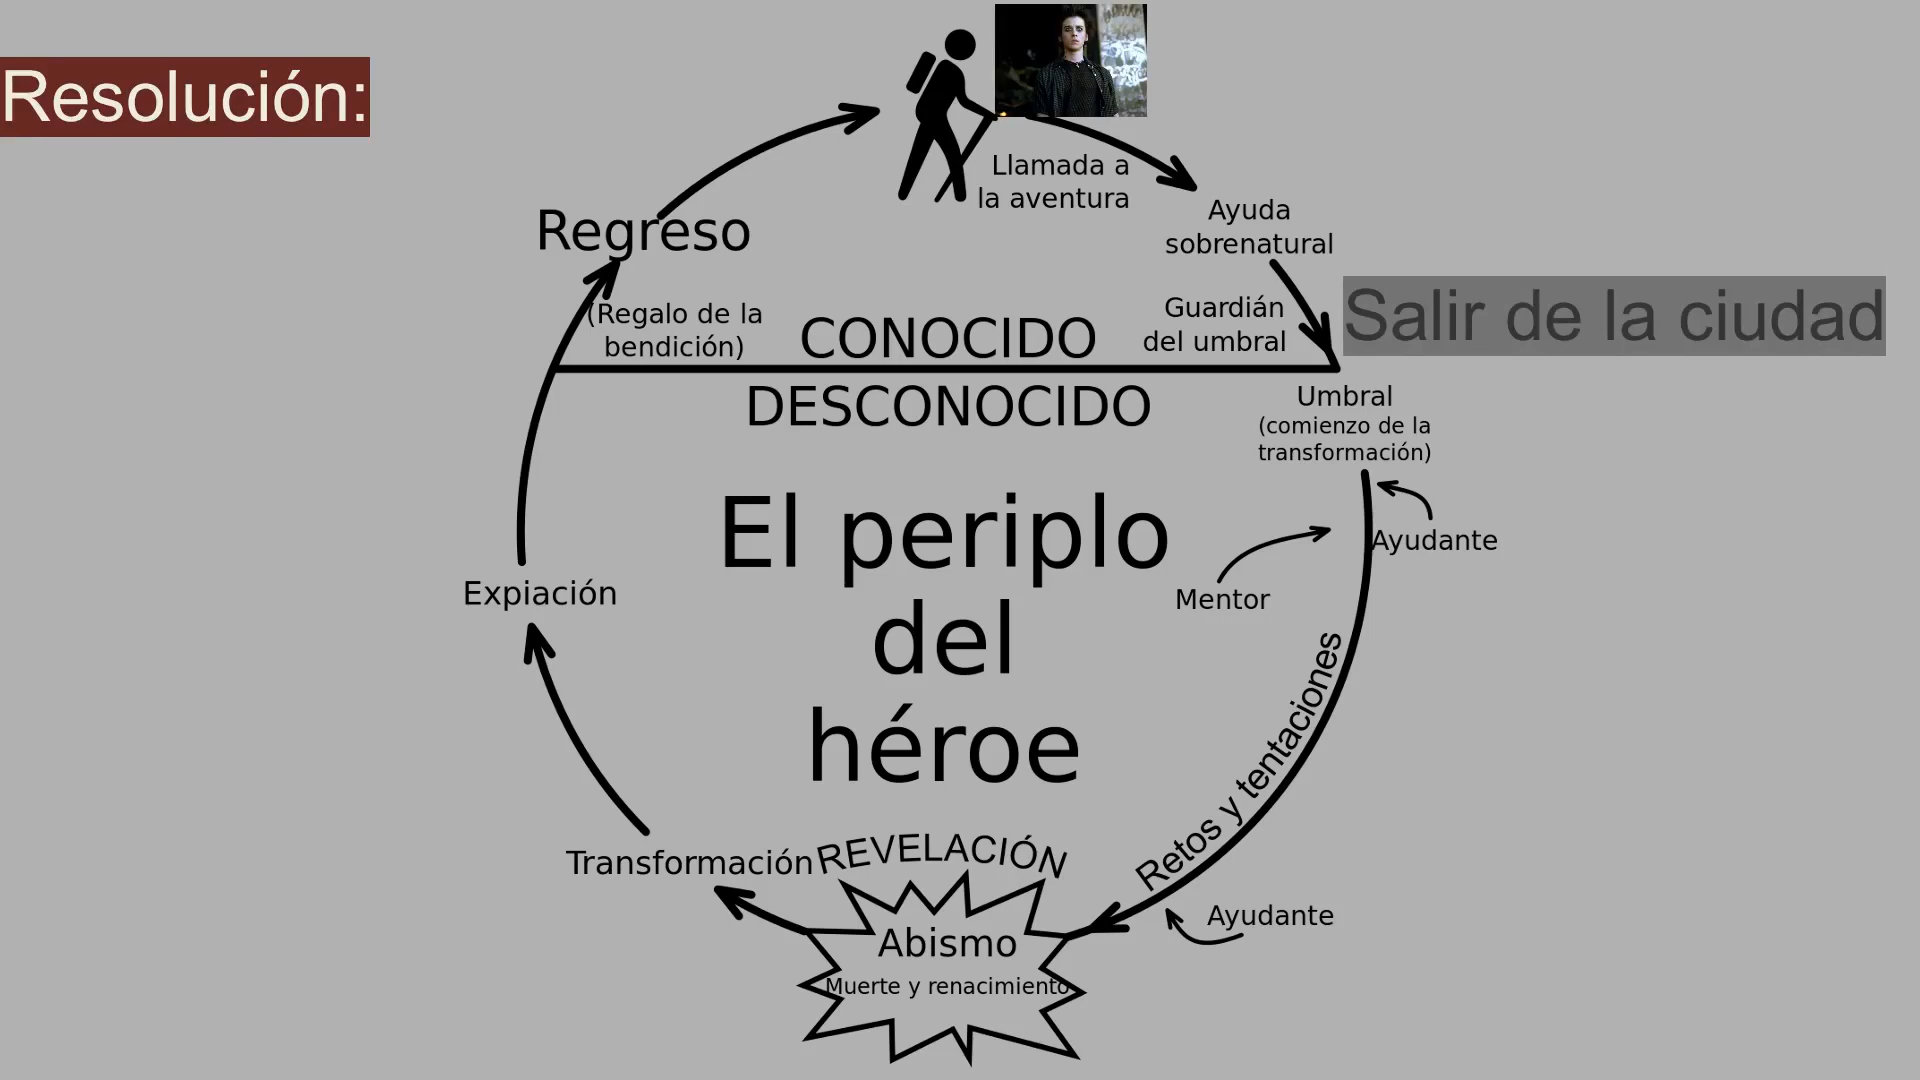 Resolución:
Llamada a
la aventura
Ayuda
sobrenatural
Regreso
(Regalo de la
bendición)
CONOCIDO
Guardián
del umbral
Salir de la ciudad
DESCONOCIDO
Umbral
(comienzo de la
transformación)
El periplo
del
héroe
Ayudante
Mentor
Expiación
Retos y tentaciones
Transformación
REVELACIÓN
Abismo
Muerte y renacimiento
Ayudante